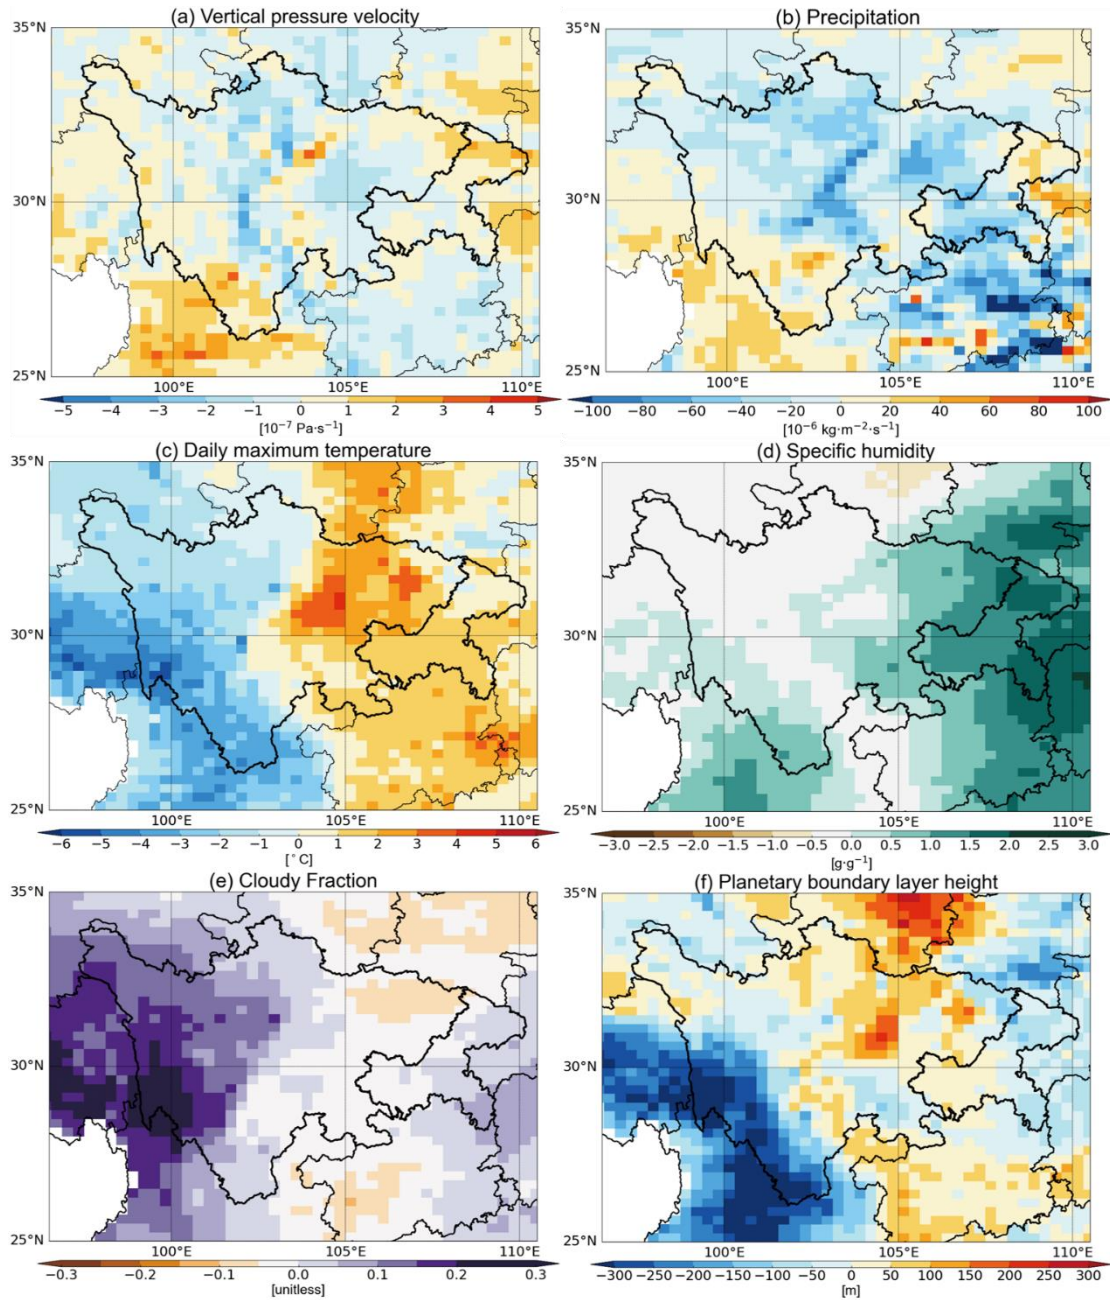 (a) Vertical pressure velocity
(b) Precipitation
35°N
35°N
30°N
30°N
25°N
25°N
100°E 105°E 110°E
100°E 105°E 110°E
−5 −4 −3 −2 −1 0 1 2 3 4 5
−100 −80 −60 −40 −20 0 20 40 60 80 100
[10⁻⁷ Pa·s⁻¹]
[10⁻⁶ kg·m⁻²·s⁻¹]
(c) Daily maximum temperature
(d) Specific humidity
35°N
35°N
30°N
30°N
25°N
25°N
100°E 105°E 110°E
100°E 105°E 110°E
−6 −5 −4 −3 −2 −1 0 1 2 3 4 5 6
−3.0 −2.5 −2.0 −1.5 −1.0 −0.5 0.0 0.5 1.0 1.5 2.0 2.5 3.0
[°C]
[g·g⁻¹]
(e) Cloudy Fraction
(f) Planetary boundary layer height
35°N
35°N
30°N
30°N
25°N
25°N
100°E 105°E 110°E
100°E 105°E 110°E
−0.3 −0.2 −0.1 0.0 0.1 0.2 0.3
−300 −250 −200 −150 −100 −50 0 50 100 150 200 250 300
[unitless]
[m]